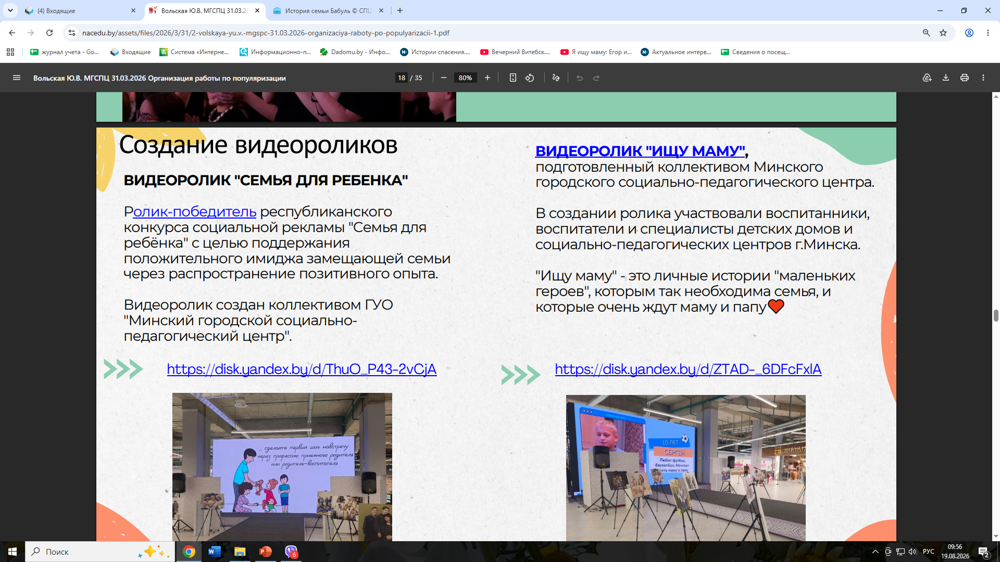 (4) Входящие
Вольская Ю.В. МГСПЦ 31.03.20
История семьи Бабуль © СПЦ
nacedu.by/assets/files/2026/3/31/2-volskaya-yu.v.-mgspc-31.03.2026-organizaciya-raboty-po-populyarizacii-1.pdf
журнал учета - Go...
Входящие
Система «Интерне...
Информационно-п...
Dadomu.by - Инфо...
Истории спасения....
Вечерний Витебск....
Я ищу маму: Егор и...
Актуальное интерв...
Сведения о посещ...
Вольская Ю.В. МГСПЦ 31.03.2026 Организация работы по популяризации
18 / 35
80%
Создание видеороликов
ВИДЕОРОЛИК "СЕМЬЯ ДЛЯ РЕБЕНКА"
Ролик-победитель республиканского
конкурса социальной рекламы "Семья для
ребёнка" с целью поддержания
положительного имиджа замещающей семьи
через распространение позитивного опыта.
Видеоролик создан коллективом ГУО
"Минский городской социально-
педагогический центр".
https://disk.yandex.by/d/ThuO_P43-2vCjA
... сделайте первый шаг навстречу
через профессию приемного родителя
или родителя-воспитателя
ВИДЕОРОЛИК "ИЩУ МАМУ",
подготовленный коллективом Минского
городского социально-педагогического центра.
В создании ролика участвовали воспитанники,
воспитатели и специалисты детских домов и
социально-педагогических центров г.Минска.
"Ищу маму" - это личные истории "маленьких
героев", которым так необходима семья, и
которые очень ждут маму и папу❤
https://disk.yandex.by/d/ZTAD-_6DFcFxlA
10 ЛЕТ
СЕРГЕЙ
Любит футбол,
баскетбол. Мечтает
маму и папу
Поиск
6
РУС
09:56
19.08.2026
2